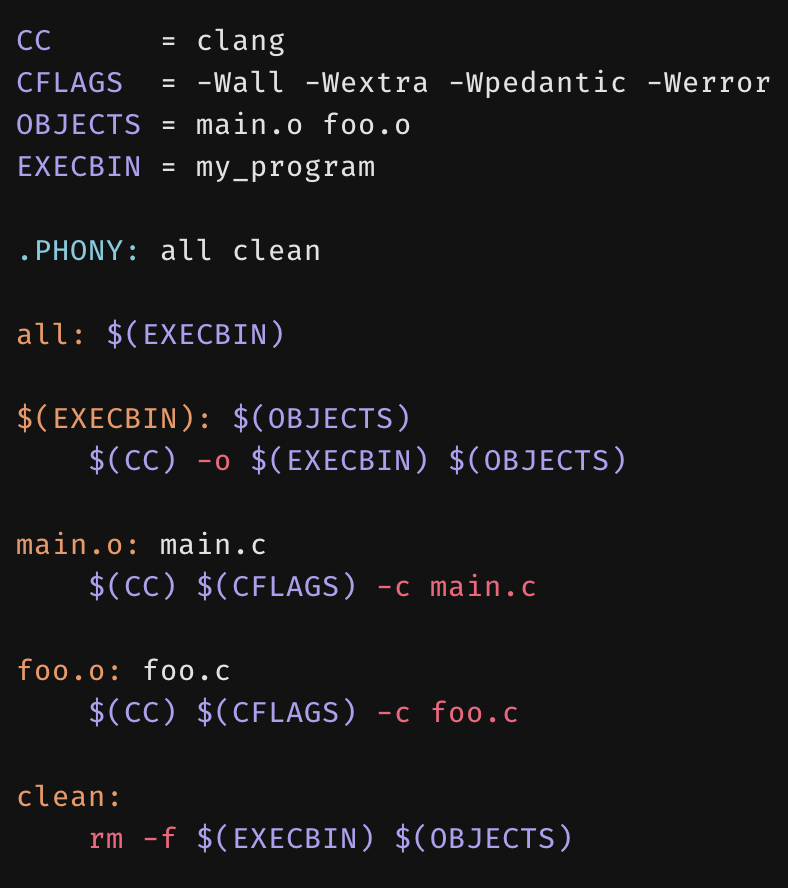 CC      = clang
CFLAGS  = -Wall -Wextra -Wpedantic -Werror
OBJECTS = main.o foo.o
EXECBIN = my_program

.PHONY: all clean

all: $(EXECBIN)

$(EXECBIN): $(OBJECTS)
    $(CC) -o $(EXECBIN) $(OBJECTS)

main.o: main.c
    $(CC) $(CFLAGS) -c main.c

foo.o: foo.c
    $(CC) $(CFLAGS) -c foo.c

clean:
    rm -f $(EXECBIN) $(OBJECTS)